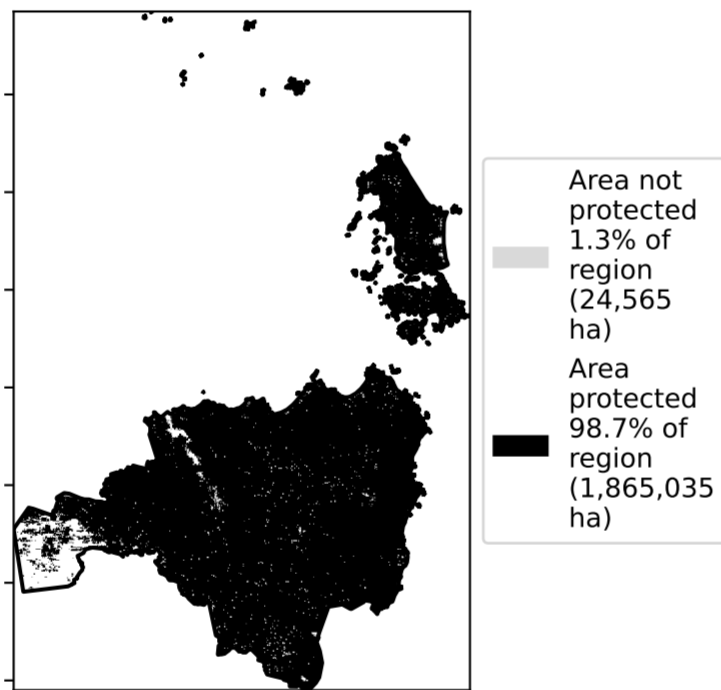 Area not
protected
1.3% of
region
(24,565
ha)
Area
protected
98.7% of
region
(1,865,035
ha)